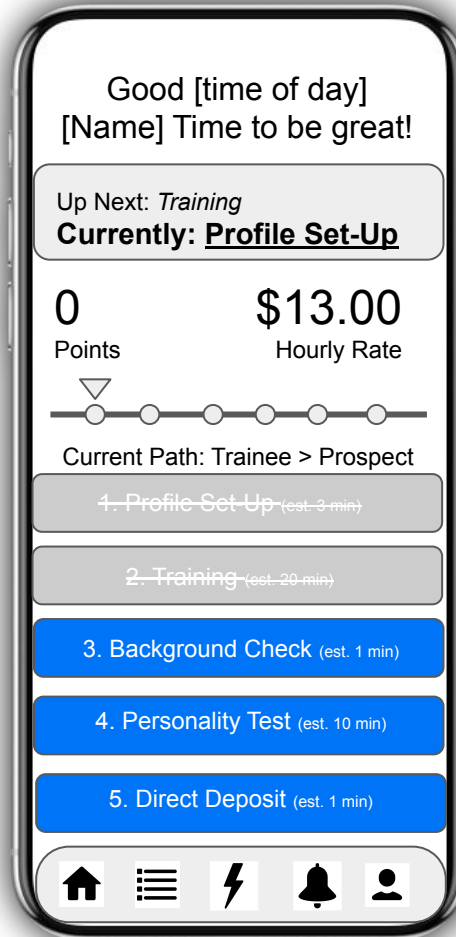 Good [time of day]
[Name] Time to be great!
Up Next: Training
Currently: Profile Set-Up
0 $13.00
Points Hourly Rate
Current Path: Trainee > Prospect
1. Profile Set-Up (est. 3 min)
2. Training (est. 20 min)
3. Background Check (est. 1 min)
4. Personality Test (est. 10 min)
5. Direct Deposit (est. 1 min)